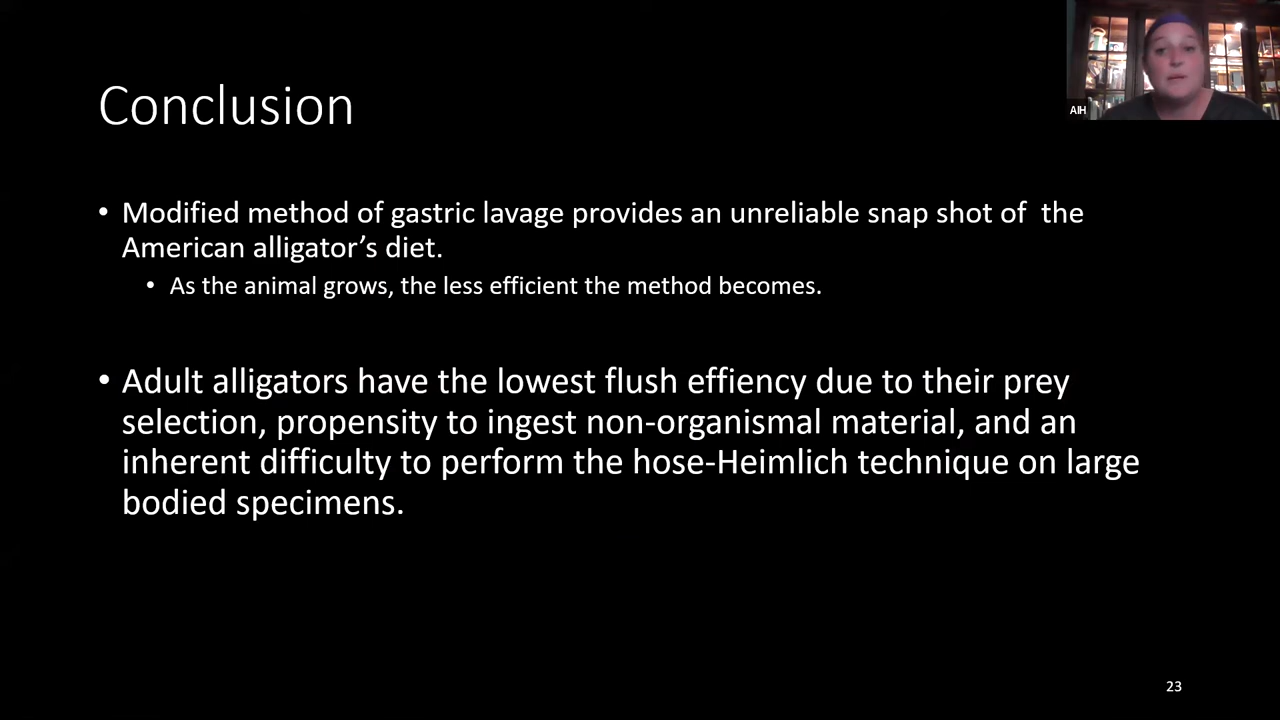 AIH
Conclusion
• Modified method of gastric lavage provides an unreliable snap shot of  the
American alligator’s diet.
• As the animal grows, the less efficient the method becomes.
• Adult alligators have the lowest flush effiency due to their prey
selection, propensity to ingest non-organismal material, and an
inherent difficulty to perform the hose-Heimlich technique on large
bodied specimens.
23